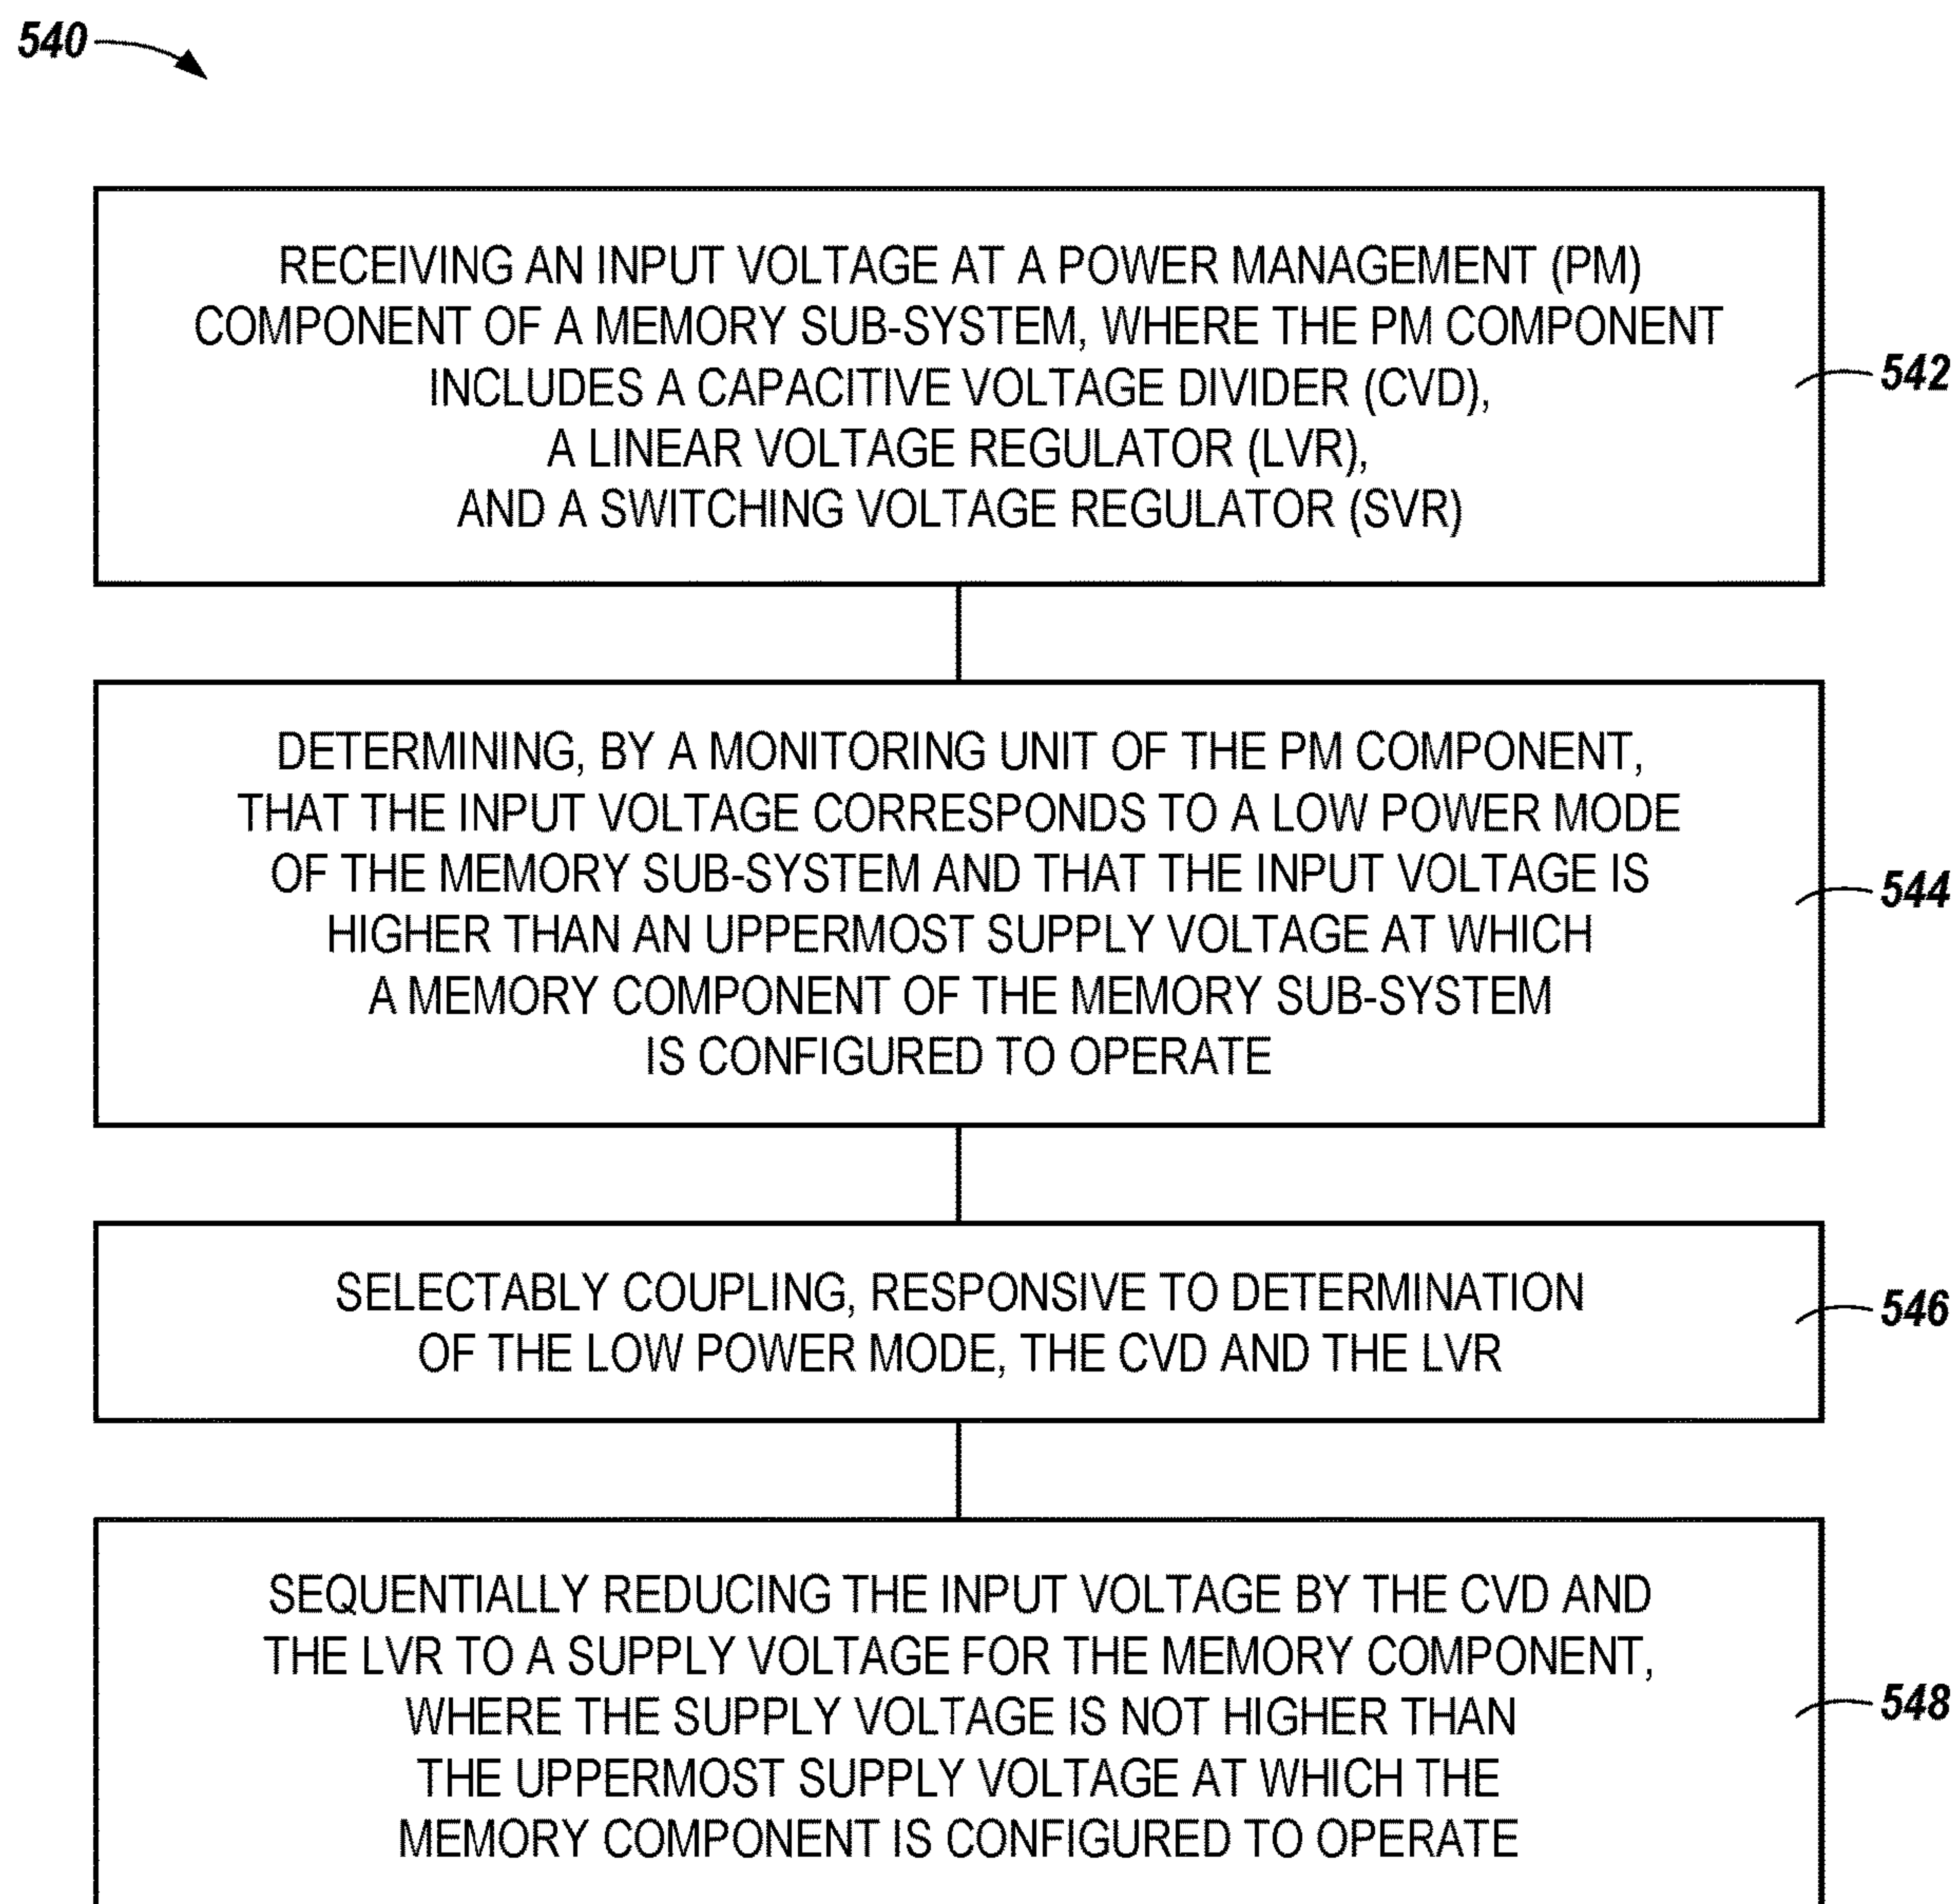 540
RECEIVING AN INPUT VOLTAGE AT A POWER MANAGEMENT (PM)
COMPONENT OF A MEMORY SUB-SYSTEM, WHERE THE PM COMPONENT
INCLUDES A CAPACITIVE VOLTAGE DIVIDER (CVD),
A LINEAR VOLTAGE REGULATOR (LVR),
AND A SWITCHING VOLTAGE REGULATOR (SVR)
542
DETERMINING, BY A MONITORING UNIT OF THE PM COMPONENT,
THAT THE INPUT VOLTAGE CORRESPONDS TO A LOW POWER MODE
OF THE MEMORY SUB-SYSTEM AND THAT THE INPUT VOLTAGE IS
HIGHER THAN AN UPPERMOST SUPPLY VOLTAGE AT WHICH
A MEMORY COMPONENT OF THE MEMORY SUB-SYSTEM
IS CONFIGURED TO OPERATE
544
SELECTABLY COUPLING, RESPONSIVE TO DETERMINATION
OF THE LOW POWER MODE, THE CVD AND THE LVR
546
SEQUENTIALLY REDUCING THE INPUT VOLTAGE BY THE CVD AND
THE LVR TO A SUPPLY VOLTAGE FOR THE MEMORY COMPONENT,
WHERE THE SUPPLY VOLTAGE IS NOT HIGHER THAN
THE UPPERMOST SUPPLY VOLTAGE AT WHICH THE
MEMORY COMPONENT IS CONFIGURED TO OPERATE
548